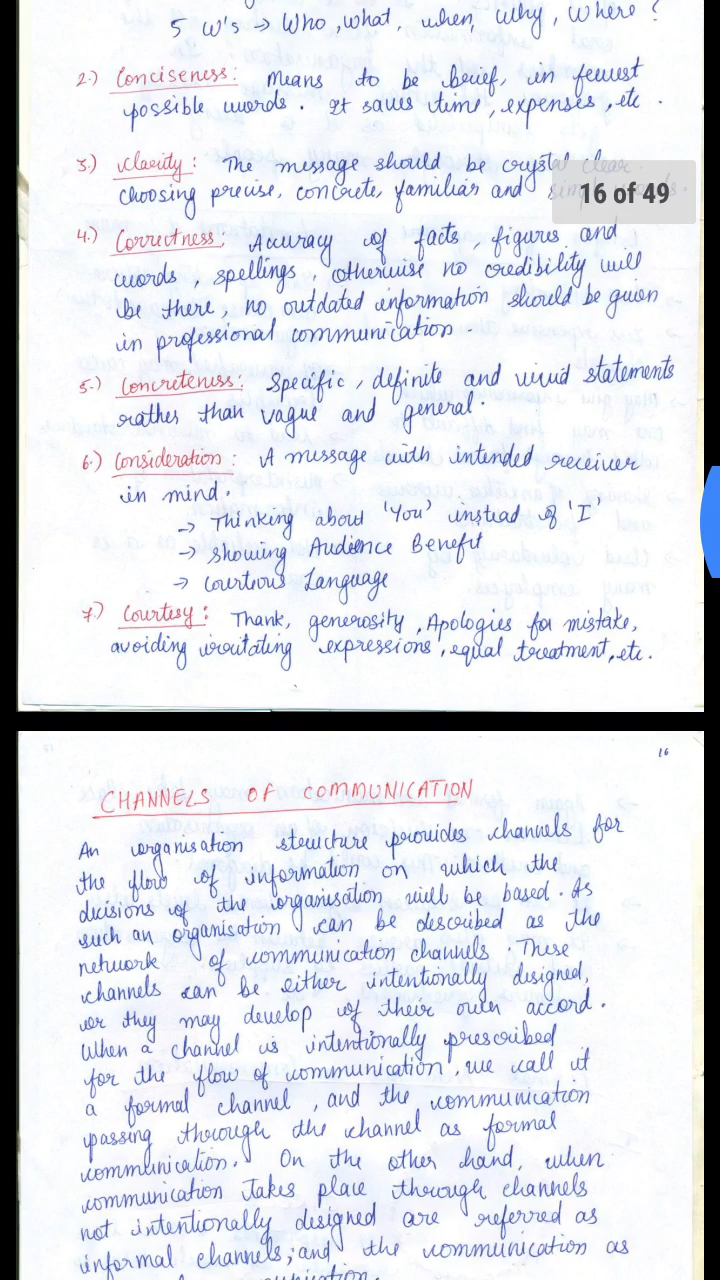 5 W's → Who, what, when, Why, Where?
2.) Conciseness: Means to be brief, in fewest
possible words. It saves time, expenses, etc.
3.) Clarity: The message should be crystal clear
choosing precise, concrete, familiar and
16 of 49
4.) Correctness: Accuracy of facts figures and
words, spellings, otherwise no credibility will
be there, no outdated information should be given
in professional communication.
5.) Concreteness: Specific, definite and vivid statements
rather than vague and general.
6.) Consideration: A message with intended receiver
in mind.
→ Thinking about 'You' instead of 'I'
→ Showing Audience Benefit
→ Courtious Language
7.) Courtesy: Thank, generosity, Apologies for mistake,
avoiding irritating expressions, equal treatment, etc.
16
CHANNELS OF COMMUNICATION
An organisation structure provides channels for
the flow of information on which the
decisions of the organisation will be based. As
such an organisation can be described as the
network of communication channels. These
channels can be either intentionally designed,
or they may develop of their own accord.
When a channel is intentionally prescribed
for the flow of communication, we call it
a formal channel, and the communication
passing through the channel as formal
communication. On the other hand, when
communication takes place through channels
not intentionally designed are referred as
informal channels; and the communication as